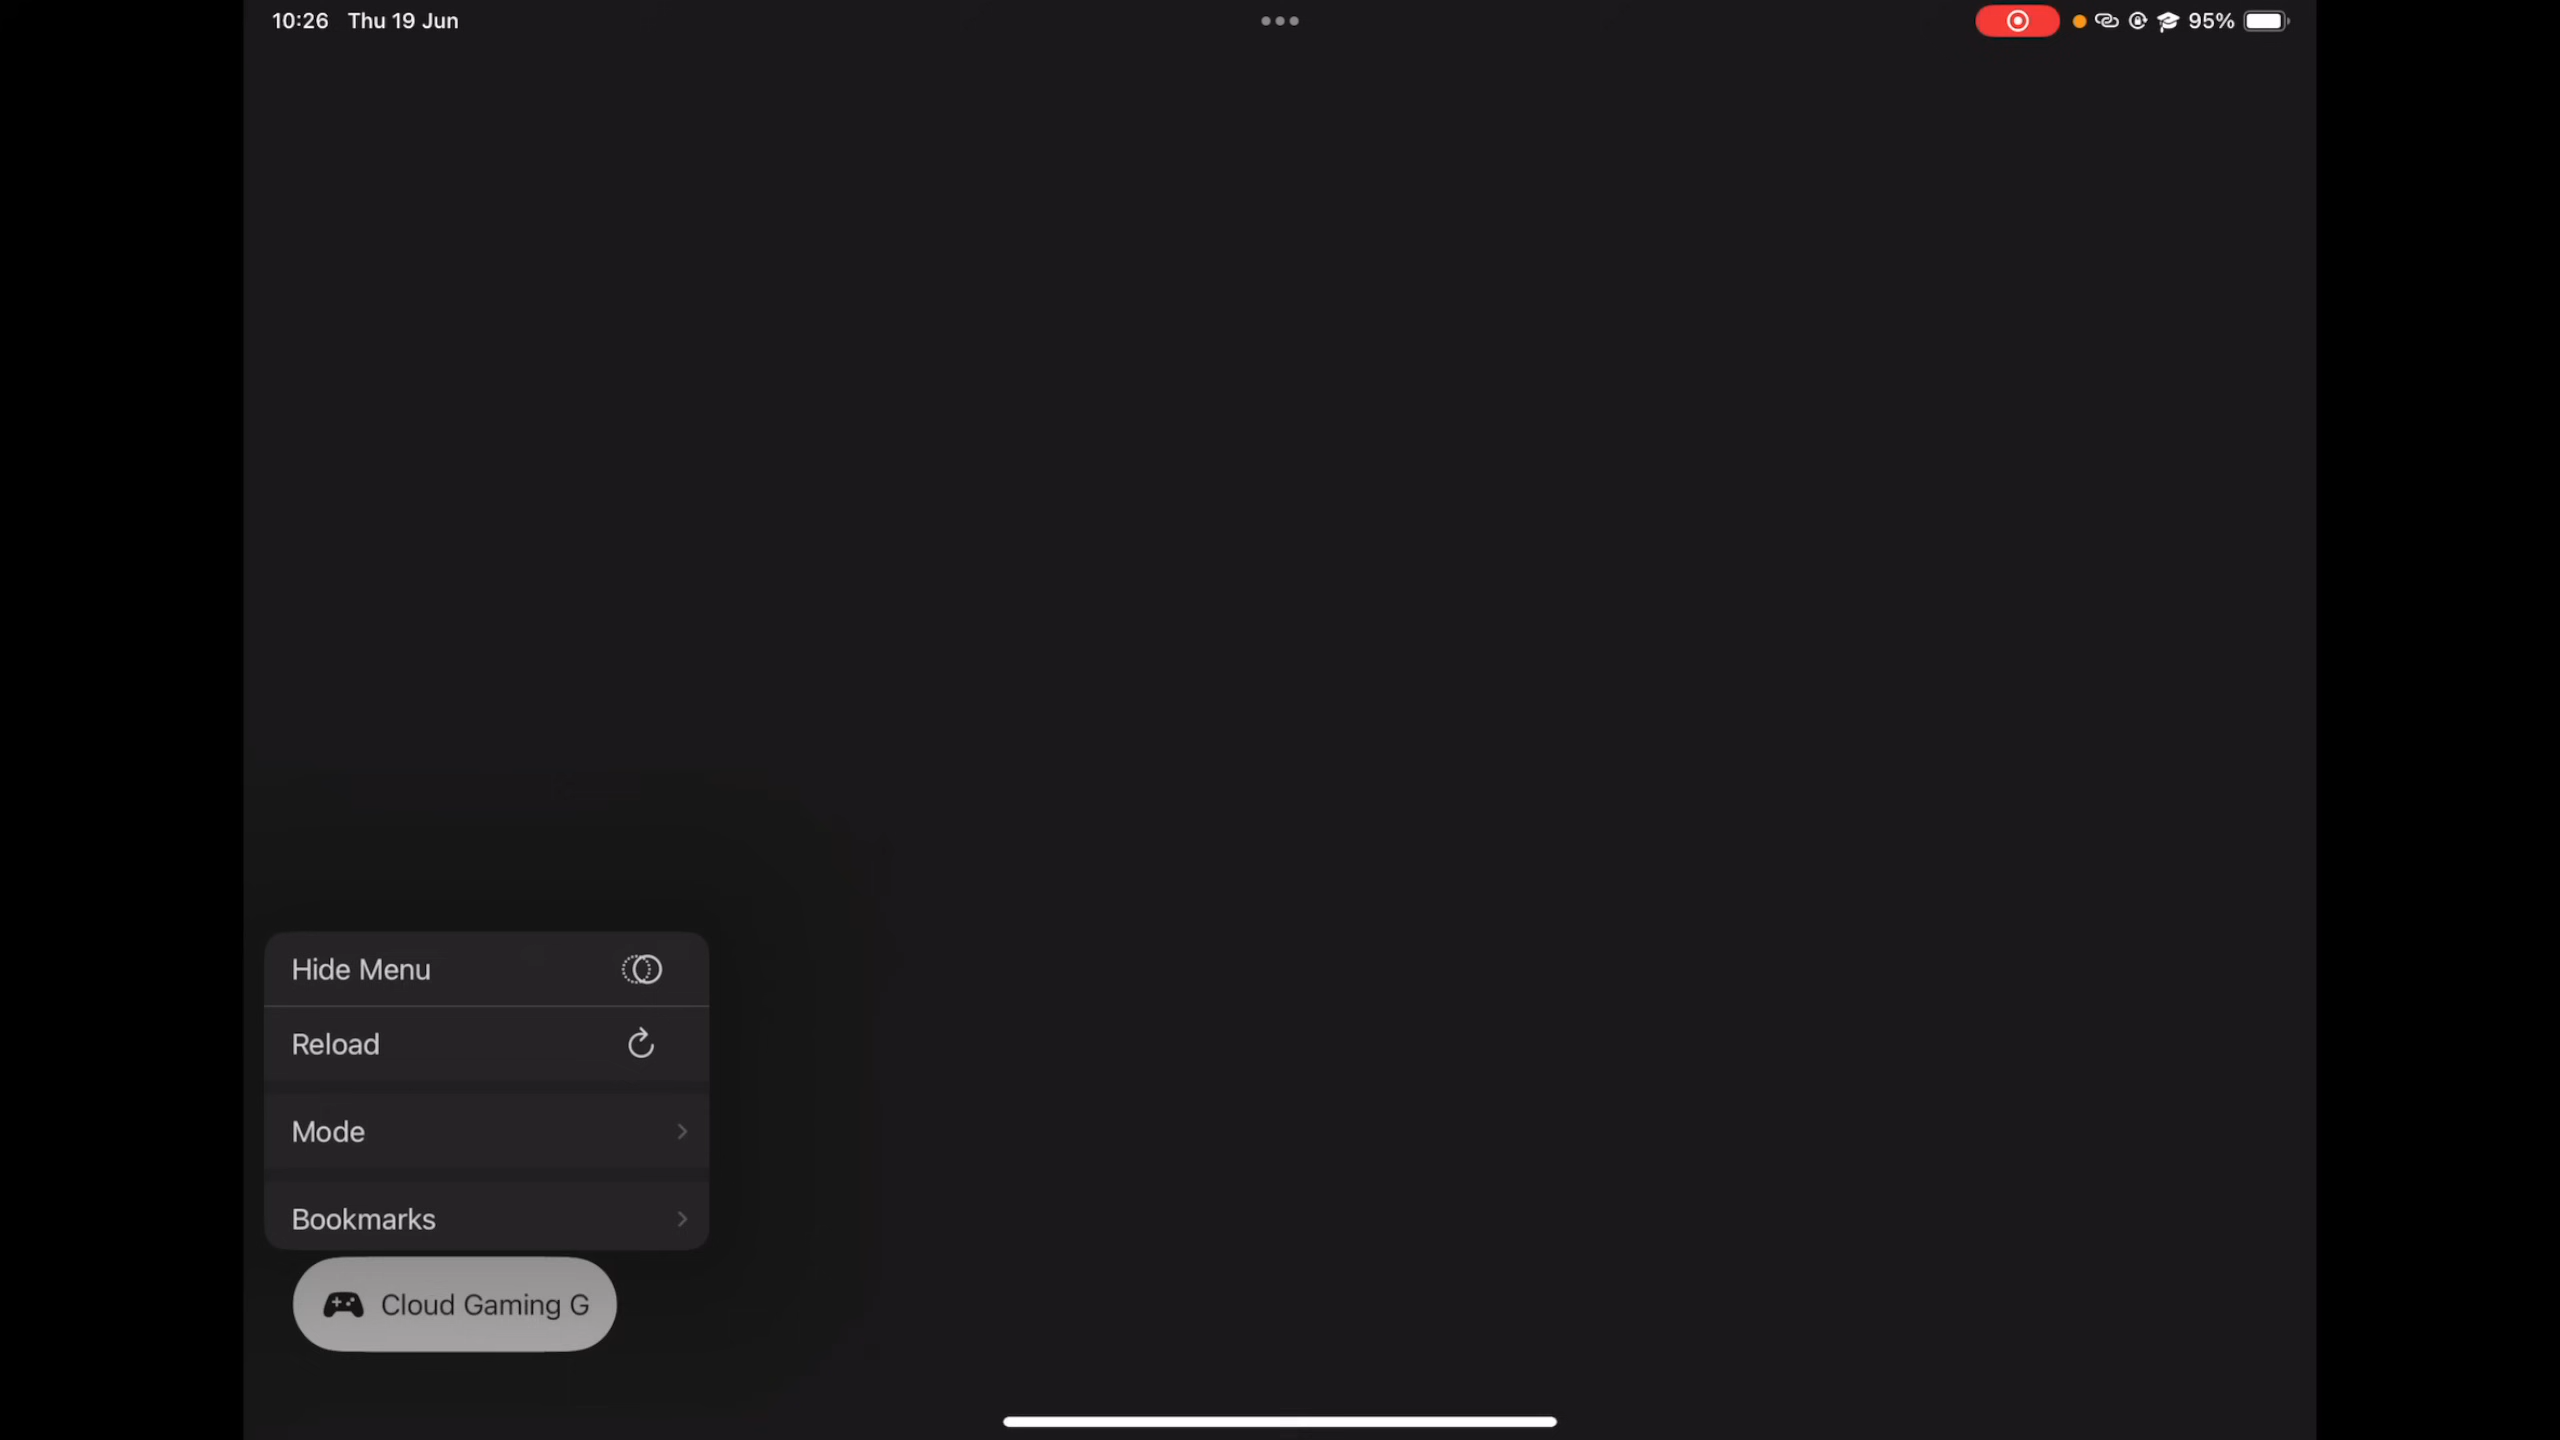 10:26 Thu 19 Jun
95%
Hide Menu
Reload
Mode
Bookmarks
Cloud Gaming G